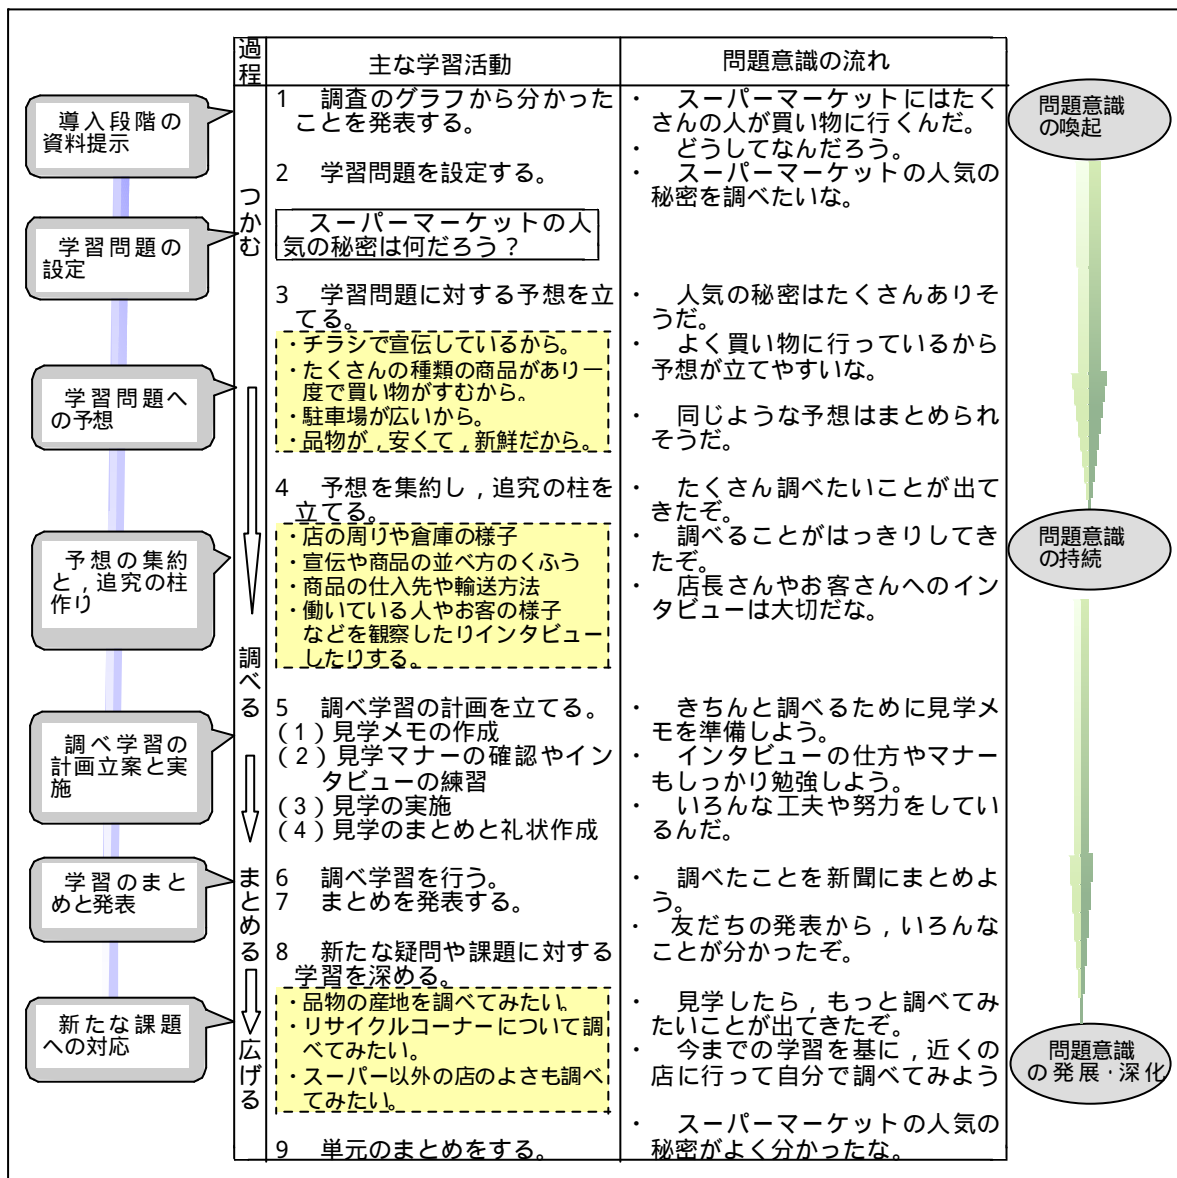 過程
主な学習活動
問題意識の流れ
導入段階の
資料提示
学習問題の
設定
学習問題へ
の予想
予想の集約
と，追究の柱
作り
調べ学習の
計画立案と実
施
学習のまと
めと発表
新たな課題
への対応
つかむ
調べる
まとめる
広げる
1　調査のグラフから分かった
ことを発表する。
2　学習問題を設定する。
スーパーマーケットの人
気の秘密は何だろう？
3　学習問題に対する予想を立
てる。
・チラシで宣伝しているから。
・たくさんの種類の商品があり一
度で買い物がすむから。
・駐車場が広いから。
・品物が，安くて，新鮮だから。
4　予想を集約し，追究の柱を
立てる。
・店の周りや倉庫の様子
・宣伝や商品の並べ方のくふう
・商品の仕入先や輸送方法
・働いている人やお客の様子
などを観察したりインタビュー
したりする。
5　調べ学習の計画を立てる。
(1)見学メモの作成
(2)見学マナーの確認やイン
タビューの練習
(3)見学の実施
(4)見学のまとめと礼状作成
6　調べ学習を行う。
7　まとめを発表する。
8　新たな疑問や課題に対する
学習を深める。
・品物の産地を調べてみたい。
・リサイクルコーナーについて調
べてみたい。
・スーパー以外の店のよさも調べ
てみたい。
9　単元のまとめをする。
・　スーパーマーケットにはたく
さんの人が買い物に行くんだ。
・　どうしてなんだろう。
・　スーパーマーケットの人気の
秘密を調べたいな。
・　人気の秘密はたくさんありそ
うだ。
・　よく買い物に行っているから
予想が立てやすいな。
・　同じような予想はまとめられ
そうだ。
・　たくさん調べたいことが出て
きたぞ。
・　調べることがはっきりしてき
たぞ。
・　店長さんやお客さんへのイン
タビューは大切だな。
・　きちんと調べるために見学メ
モを準備しよう。
・　インタビューの仕方やマナー
もしっかり勉強しよう。
・　いろんな工夫や努力をしてい
るんだ。
・　調べたことを新聞にまとめよ
う。
・　友だちの発表から，いろんな
ことが分かったぞ。
・　見学したら，もっと調べてみ
たいことが出てきたぞ。
・　今までの学習を基に，近くの
店に行って自分で調べてみよう
・　スーパーマーケットの人気の
秘密がよく分かったな。
問題意識
の喚起
問題意識
の持続
問題意識
の発展・深化